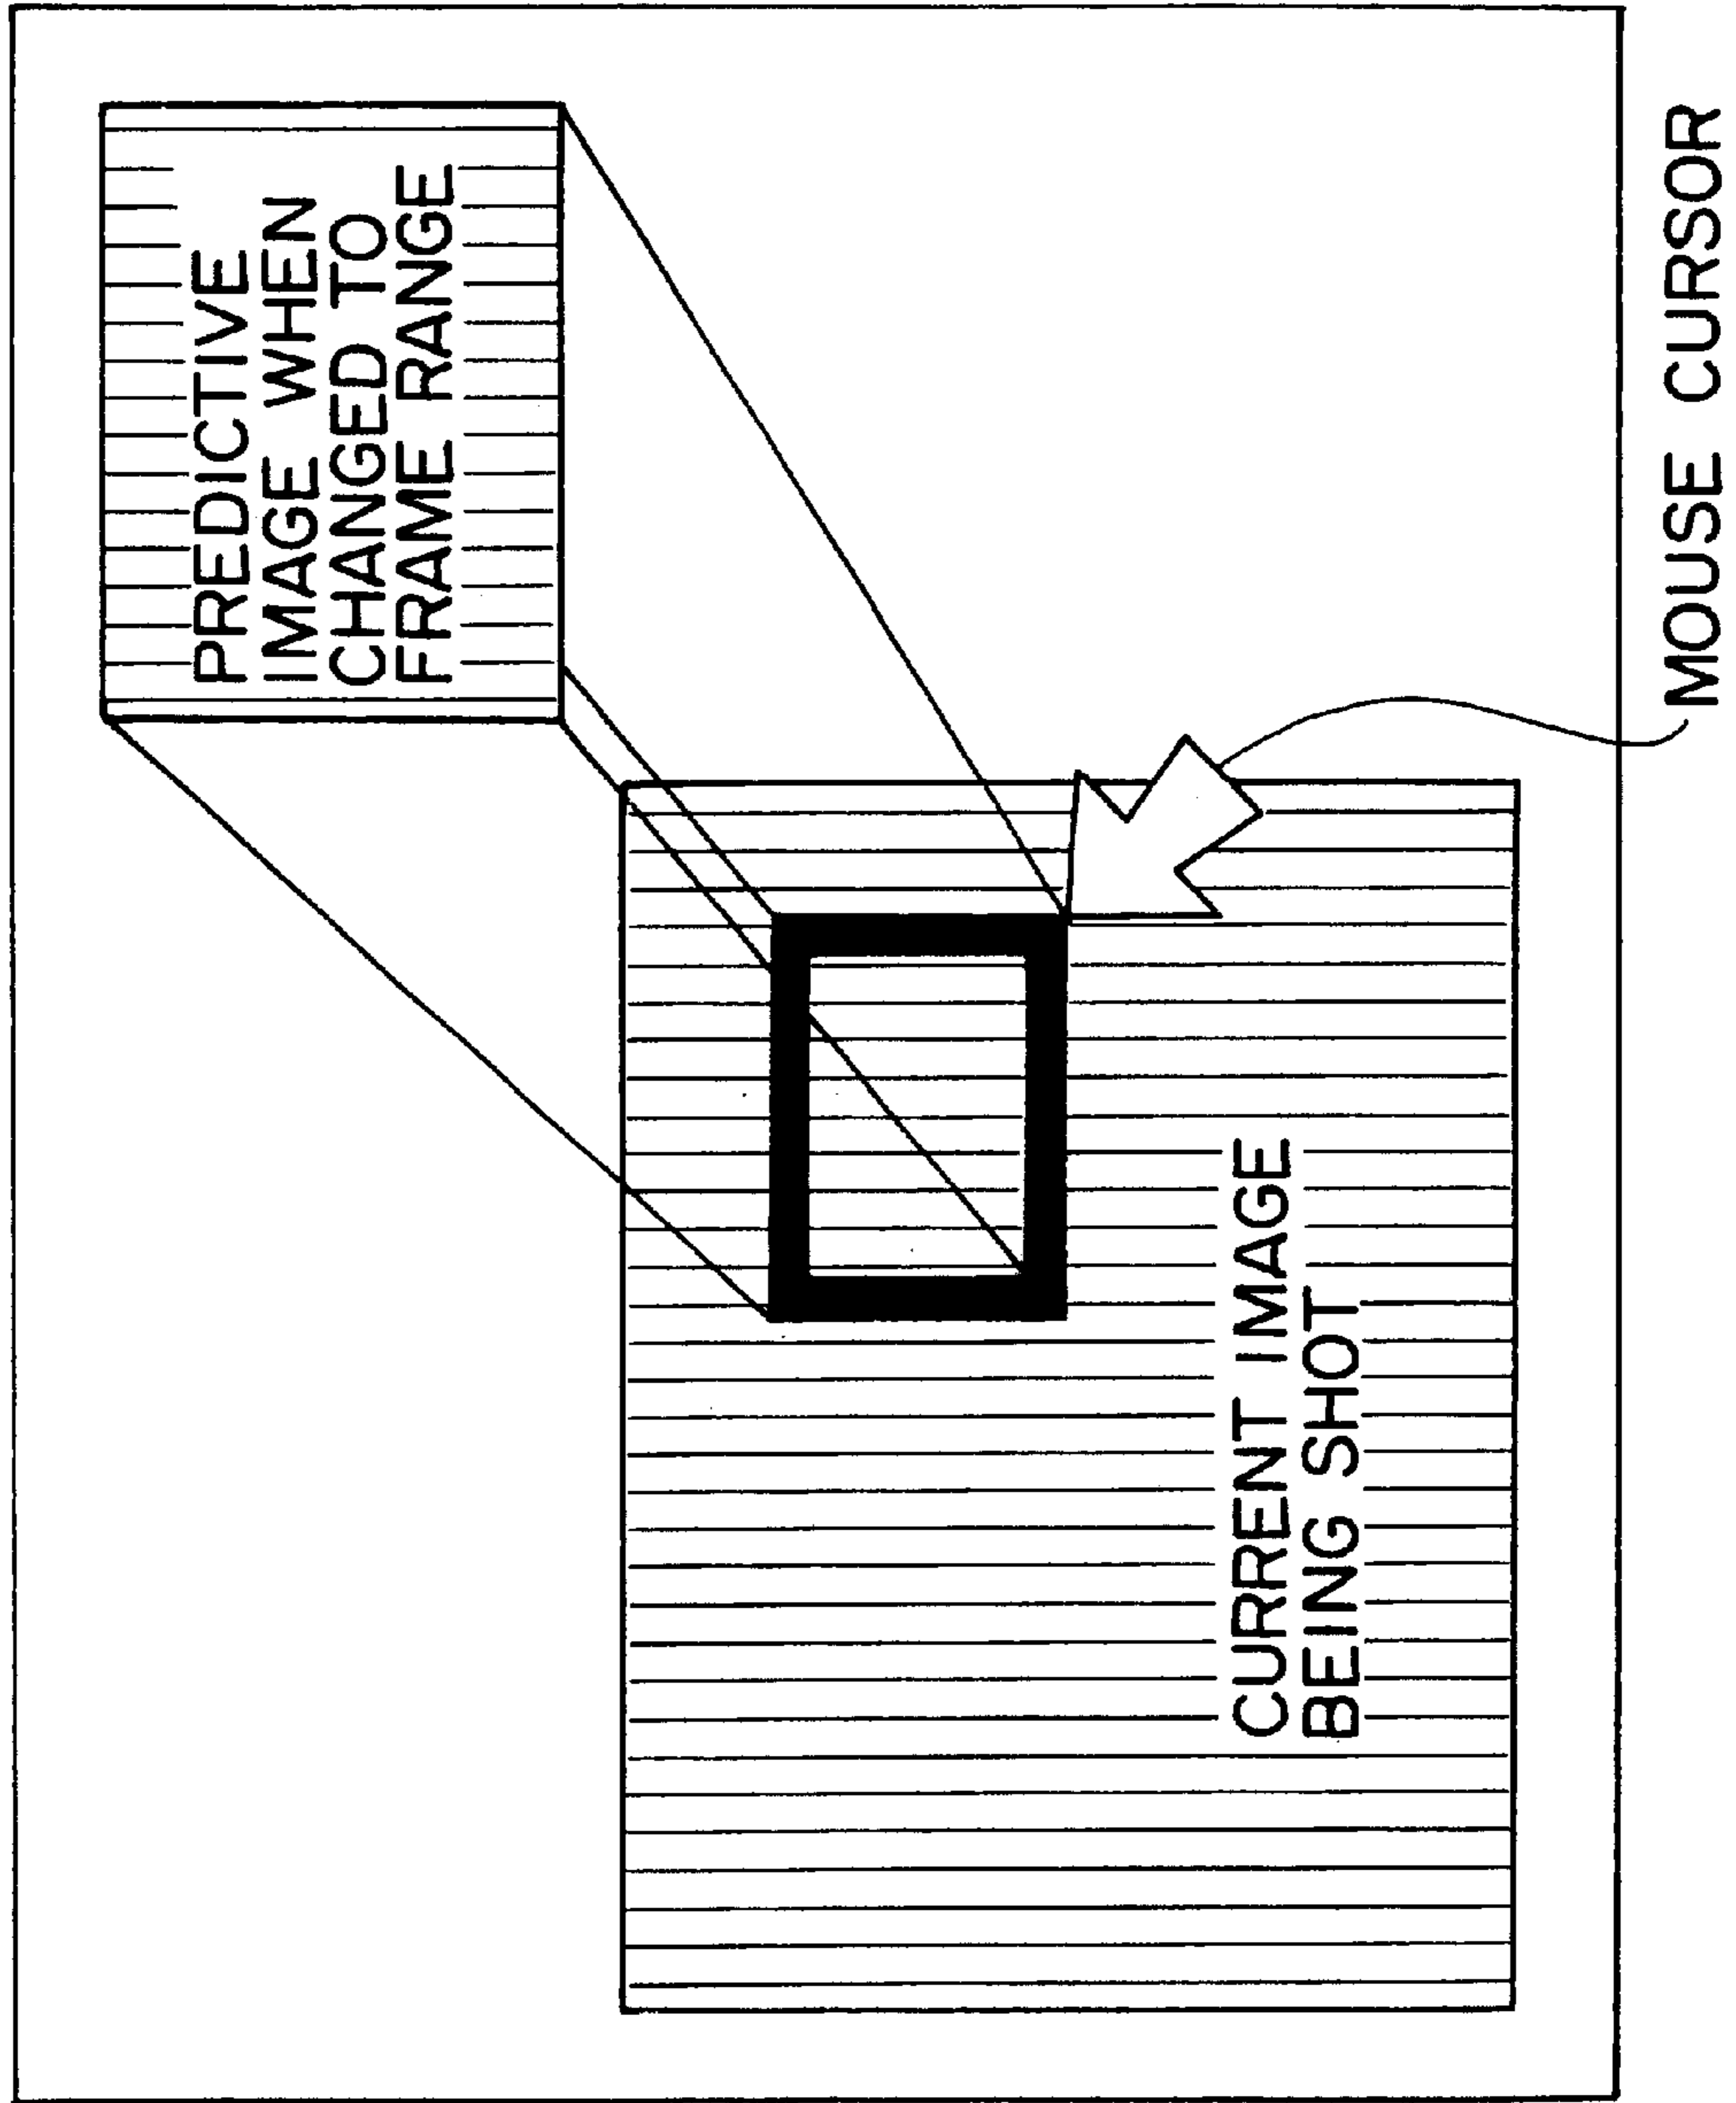 PREDICTIVE
IMAGE WHEN
CHANGED TO
FRAME RANGE
CURRENT IMAGE
BEING SHOT
MOUSE CURSOR